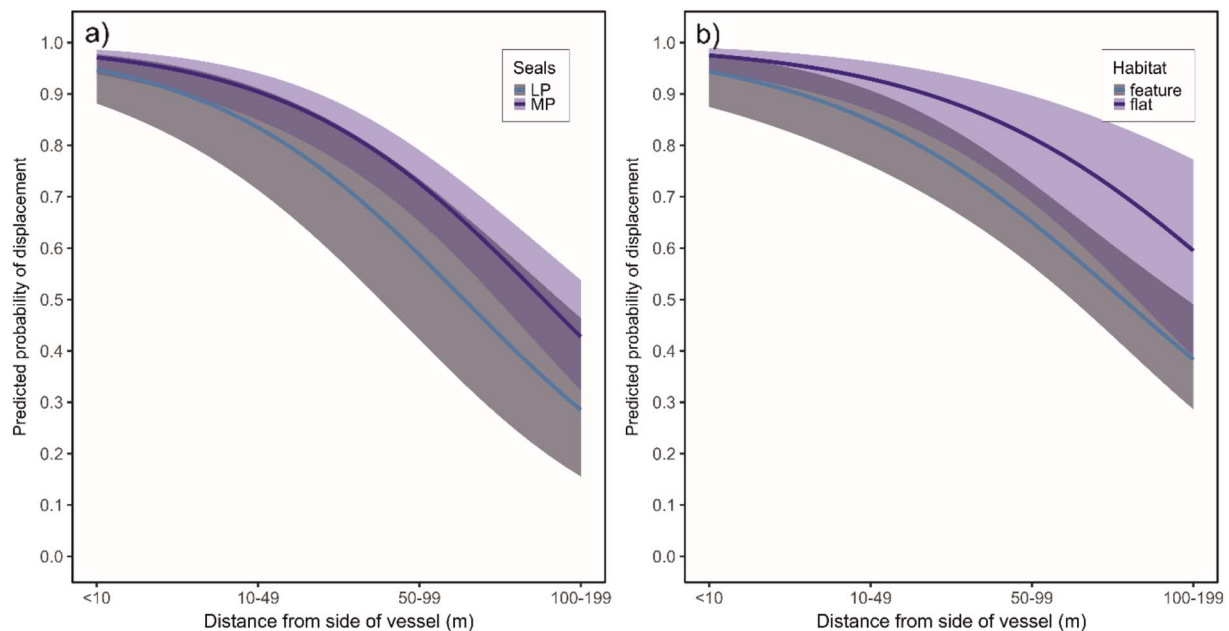 a)
Predicted probability of displacement
1.0
0.9
0.8
0.7
0.6
0.5
0.4
0.3
0.2
0.1
0.0
Seals
LP
MP
<10
10-49
50-99
100-199
Distance from side of vessel (m)
b)
Predicted probability of displacement
1.0
0.9
0.8
0.7
0.6
0.5
0.4
0.3
0.2
0.1
0.0
Habitat
feature
flat
<10
10-49
50-99
100-199
Distance from side of vessel (m)